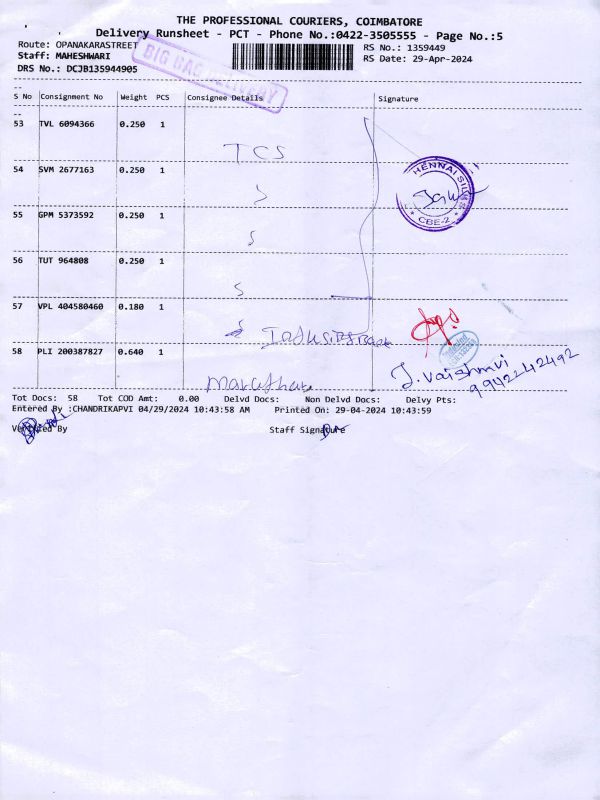 THE PROFESSIONAL COURIERS, COIMBATORE
Delivery Runsheet - PCT - Phone No.:0422-3505555 - Page No.:5
Route: OPANAKARASTREET
RS No.: 1359449
Staff: MAHESHWARI
RS Date: 29-Apr-2024
DRS No.: DCJB135944905
BIG BAG DELIVERY
S No Consignment No Weight PCS Consignee Details Signature
53 TVL 6094366 0.250 1
TCS
54 SVM 2677163 0.250 1
CHENNAI SILKS
CBE-2
55 GPM 5373592 0.250 1
56 TUT 964808 0.250 1
57 VPL 404580460 0.180 1
IndusindBank
58 PLI 200387827 0.640 1
J. Vaishnavi
9942242492
Tot Docs: 58 Tot COD Amt: 0.00 Delvd Docs: Non Delvd Docs: Delvy Pts:
Entered By :CHANDRIKAPVI 04/29/2024 10:43:58 AM Printed On: 29-04-2024 10:43:59
Verified By Staff Signature